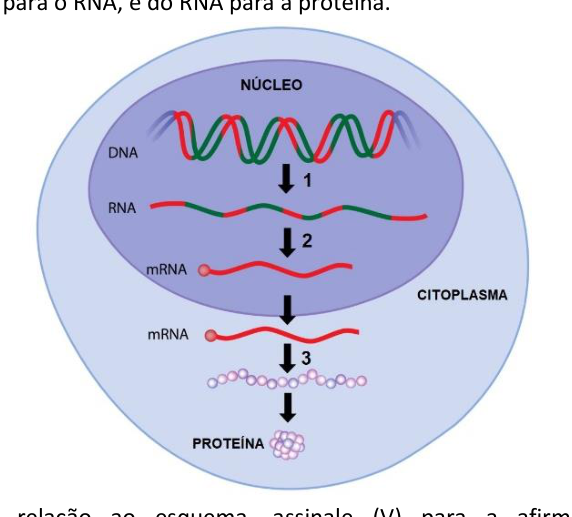 para o RNA, e do RNA para a proteína.
NÚCLEO
DNA
1
RNA
2
mRNA
CITOPLASMA
mRNA
3
PROTEÍNA
relação ao esquema, assinale (V) para a afirm